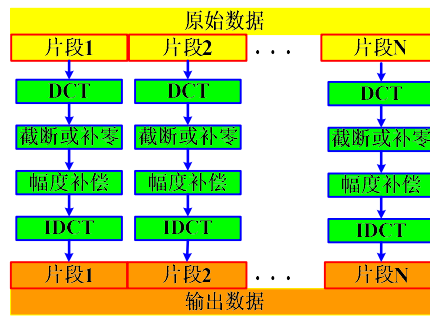 原始数据
片段1 片段2 ... 片段N
DCT DCT DCT
截断或补零 截断或补零 截断或补零
幅度补偿 幅度补偿 幅度补偿
IDCT IDCT IDCT
片段1 片段2 ... 片段N
输出数据